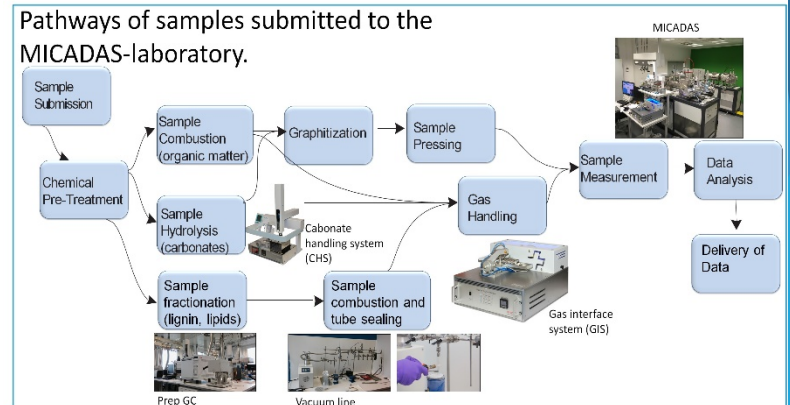 Pathways of samples submitted to the
MICADAS-laboratory.
MICADAS
Sample
Submission
Sample
Combustion
(organic matter)
Graphitization
Sample
Pressing
Chemical
Pre-Treatment
Sample
Measurement
Data
Analysis
Sample
Hydrolysis
(carbonates)
Cabonate
handling system
(CHS)
Gas
Handling
Delivery of
Data
Sample
fractionation
(lignin, lipids)
Sample
combustion and
tube sealing
Gas interface
system (GIS)
Prep GC
Vacuum line